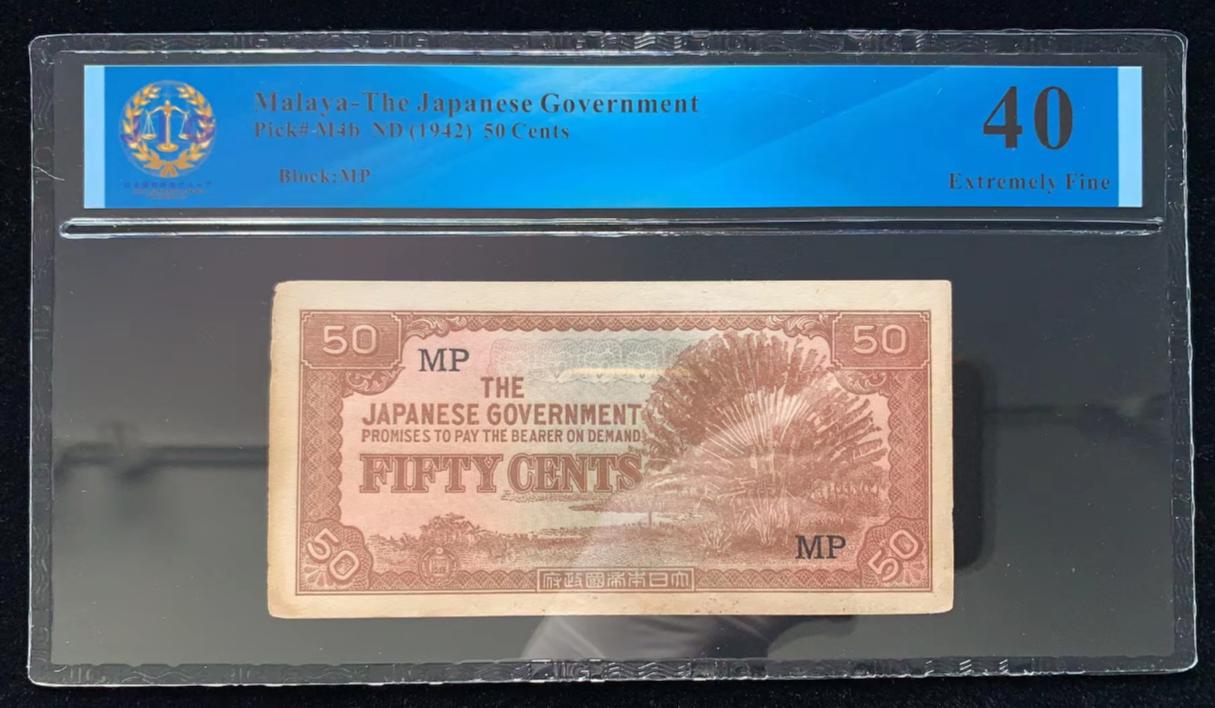 Malaya-The Japanese Government
Pick#-M4b ND (1942) 50 Cents
Block:MP
40
Extremely Fine
50
50
MP
THE
JAPANESE GOVERNMENT
PROMISES TO PAY THE BEARER ON DEMAND
FIFTY CENTS
MP
50
50
府政國帝本日大